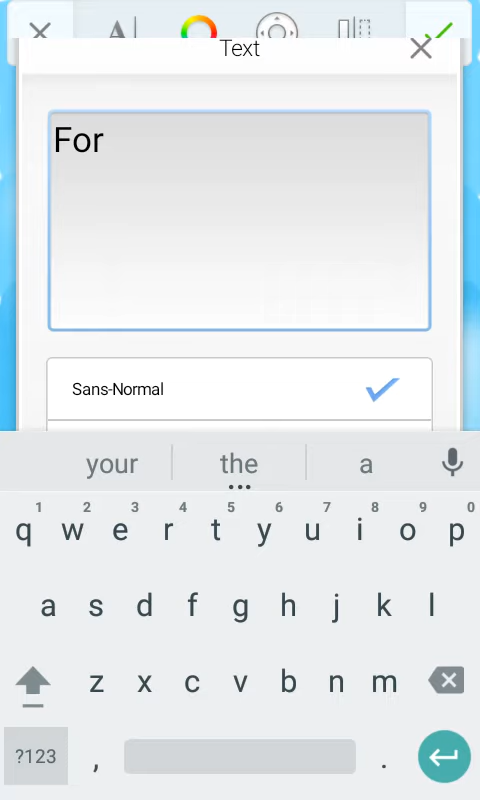 A
Text
For
Sans-Normal
your the a
1 2 3 4 5 6 7 8 9 0
q w e r t y u i o p
a s d f g h j k l
z x c v b n m
?123 , .